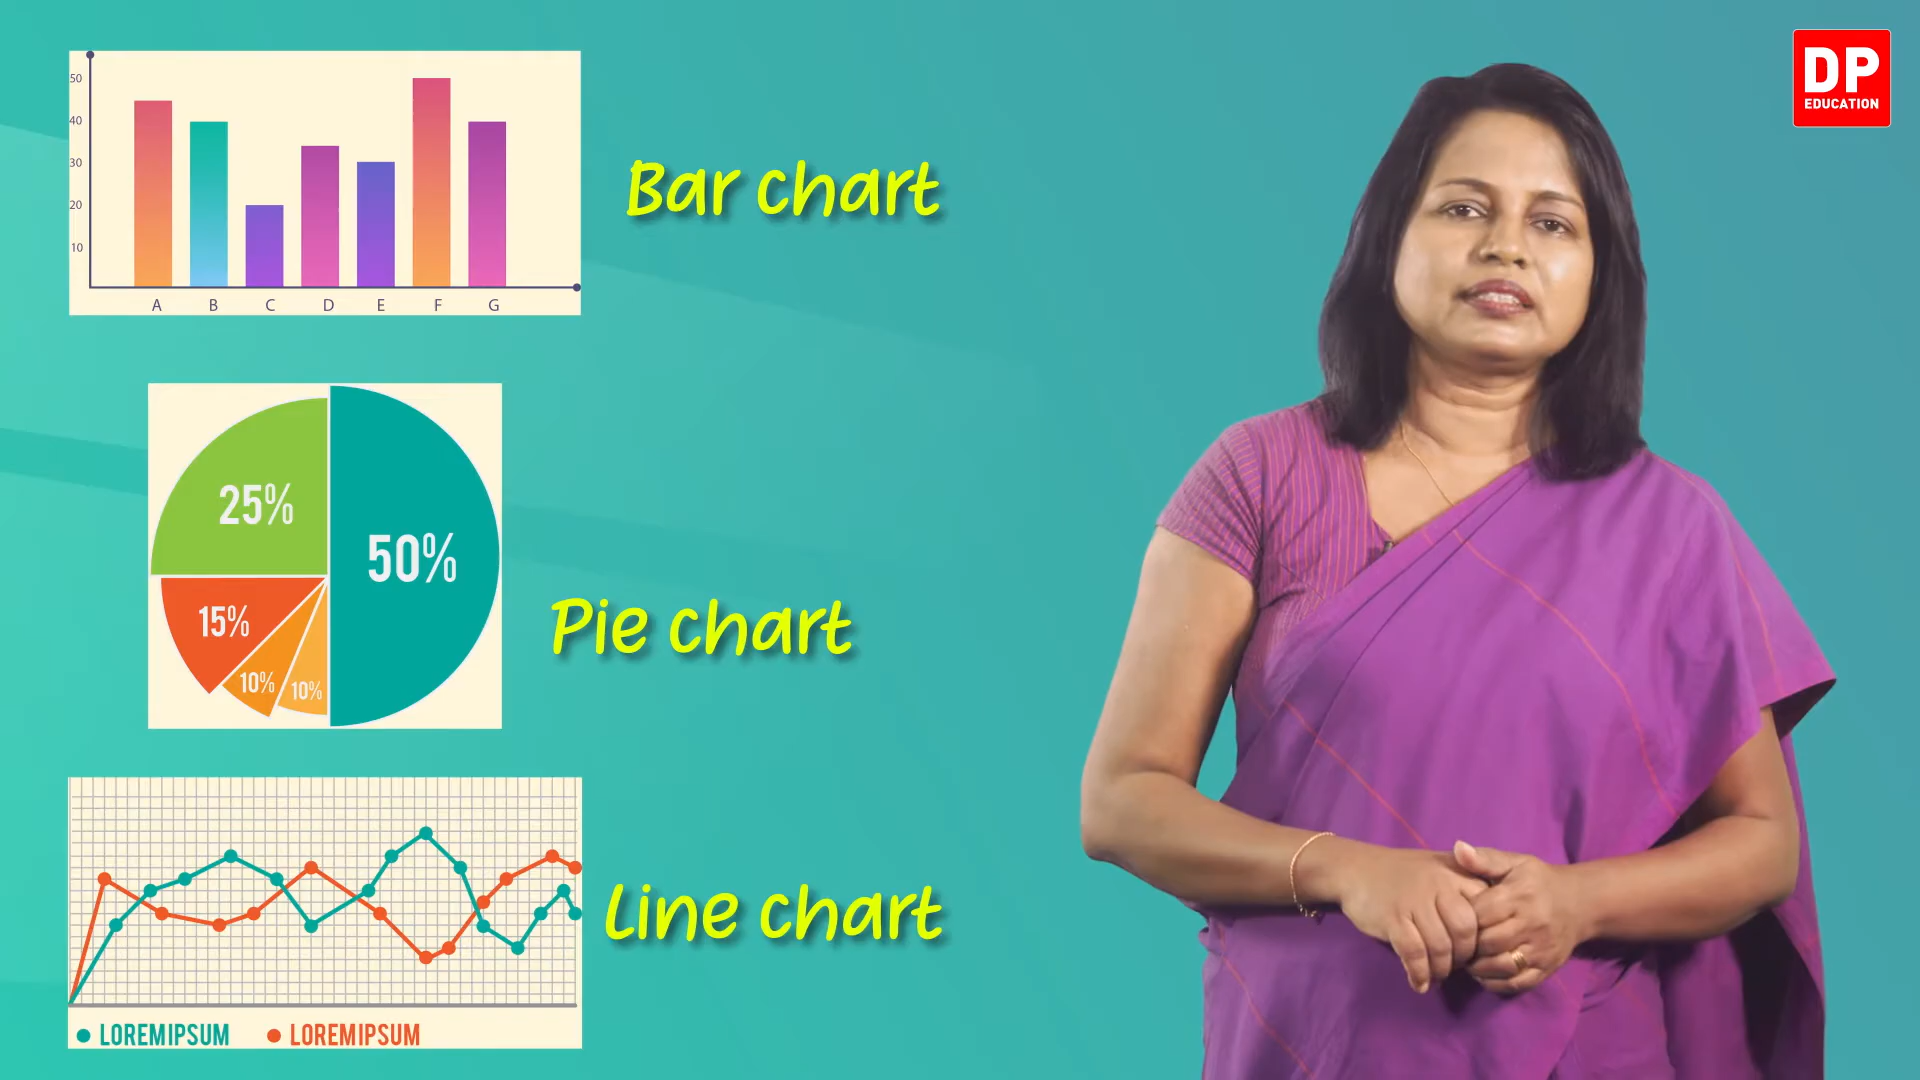 50
40
30
20
10
A B C D E F G
Bar chart
25%
50%
15%
10%
10%
Pie chart
Line chart
LOREMIPSUM LOREMIPSUM
DP
EDUCATION